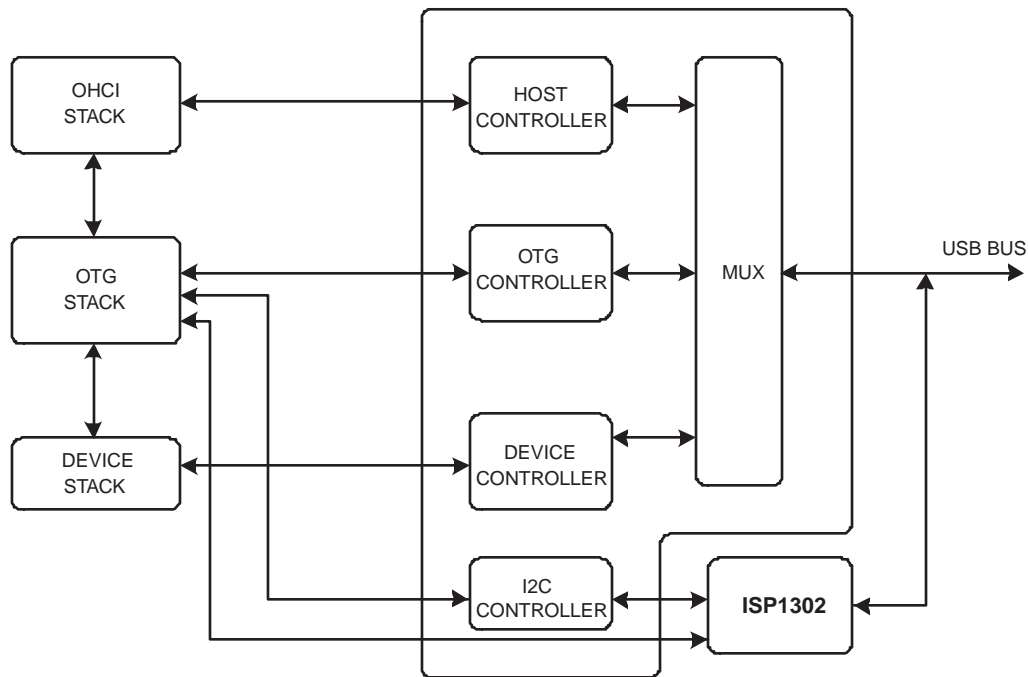 OHCI
STACK
HOST
CONTROLLER
OTG
STACK
OTG
CONTROLLER
MUX
USB BUS
DEVICE
STACK
DEVICE
CONTROLLER
I2C
CONTROLLER
ISP1302